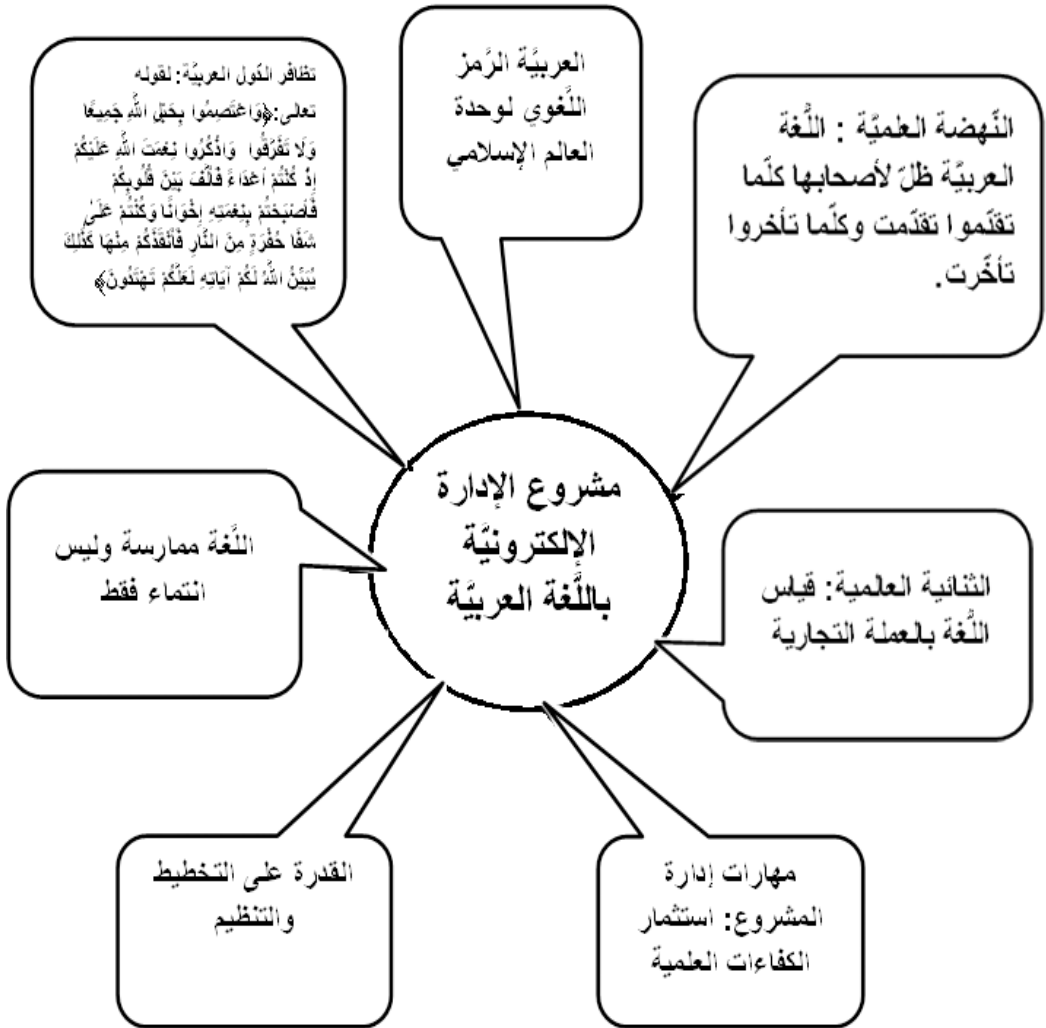 العربيَّة الرَّمز
اللُّغوي لوحدة
العالم الإسلامي
النّهضة العلميَّة : اللُّغة
العربيَّة ظلّ لأصحابها كلّما
تقدّموا تقدّمت وكلّما تأخروا
تأخّرت.
تظافر الدّول العربيَّة: لقوله
تعالى:﴿وَاعْتَصِمُوا بِحَبْلِ اللَّهِ جَمِيعًا
وَلَا تَفَرَّقُوا وَاذْكُرُوا نِعْمَتَ اللَّهِ عَلَيْكُمْ
إِذْ كُنْتُمْ أَعْدَاءً فَأَلَّفَ بَيْنَ قُلُوبِكُمْ
فَأَصْبَحْتُمْ بِنِعْمَتِهِ إِخْوَانًا وَكُنْتُمْ عَلَىٰ
شَفَا حُفْرَةٍ مِنَ النَّارِ فَأَنْقَذَكُمْ مِنْهَا كَذَٰلِكَ
يُبَيِّنُ اللَّهُ لَكُمْ آيَاتِهِ لَعَلَّكُمْ تَهْتَدُونَ﴾
مشروع الإدارة
الإلكترونيَّة
باللُّغة العربيَّة
الثنائية العالمية: قياس
اللُّغة بالعملة التجارية
اللُّغة ممارسة وليس
انتماء فقط
مهارات إدارة
المشروع: استثمار
الكفاءات العلمية
القدرة على التخطيط
والتنظيم